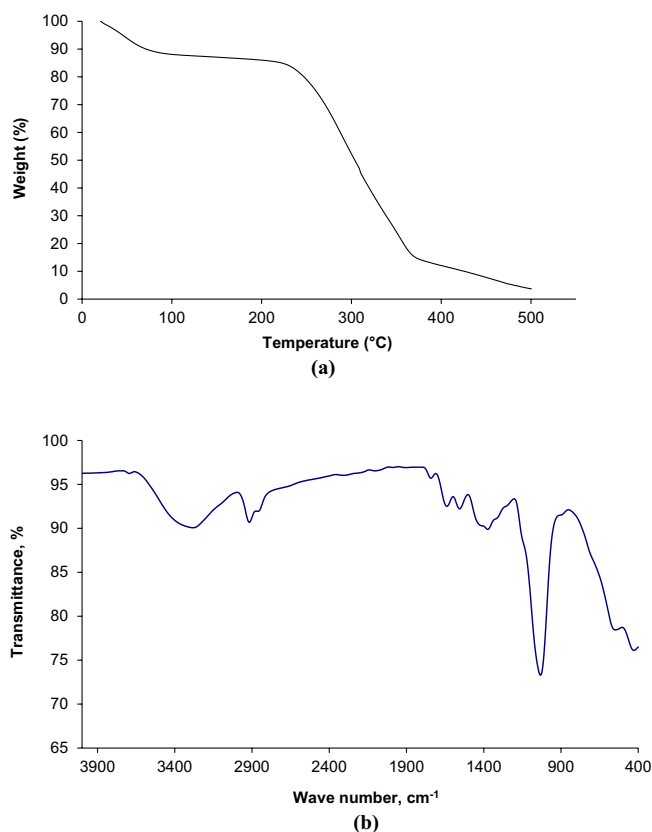 100
90
80
70
60
50
40
30
20
10
0
Weight (%)
0 100 200 300 400 500
Temperature (°C)
(a)
100
95
90
85
80
75
70
65
Transmittance, %
3900 3400 2900 2400 1900 1400 900 400
Wave number, cm⁻¹
(b)